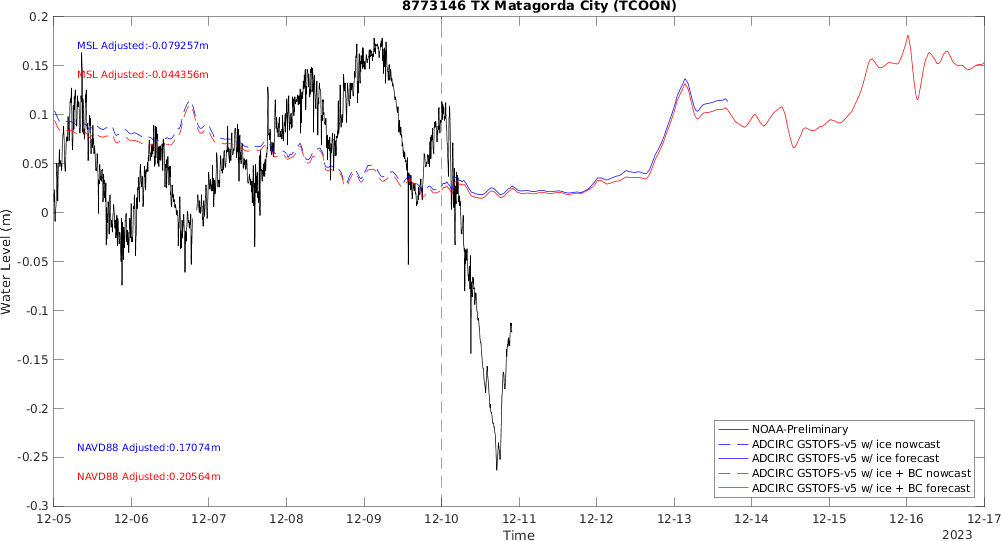 8773146 TX Matagorda City (TCOON)
MSL Adjusted:-0.079257m
MSL Adjusted:-0.044356m
NAVD88 Adjusted:0.17074m
NAVD88 Adjusted:0.20564m
Water Level (m)
0.2
0.15
0.1
0.05
0
-0.05
-0.1
-0.15
-0.2
-0.25
-0.3
NOAA-Preliminary
ADCIRC GSTOFS-v5 w/ ice nowcast
ADCIRC GSTOFS-v5 w/ ice forecast
ADCIRC GSTOFS-v5 w/ ice + BC nowcast
ADCIRC GSTOFS-v5 w/ ice + BC forecast
12-05 12-06 12-07 12-08 12-09 12-10 12-11 12-12 12-13 12-14 12-15 12-16 12-17
Time
2023